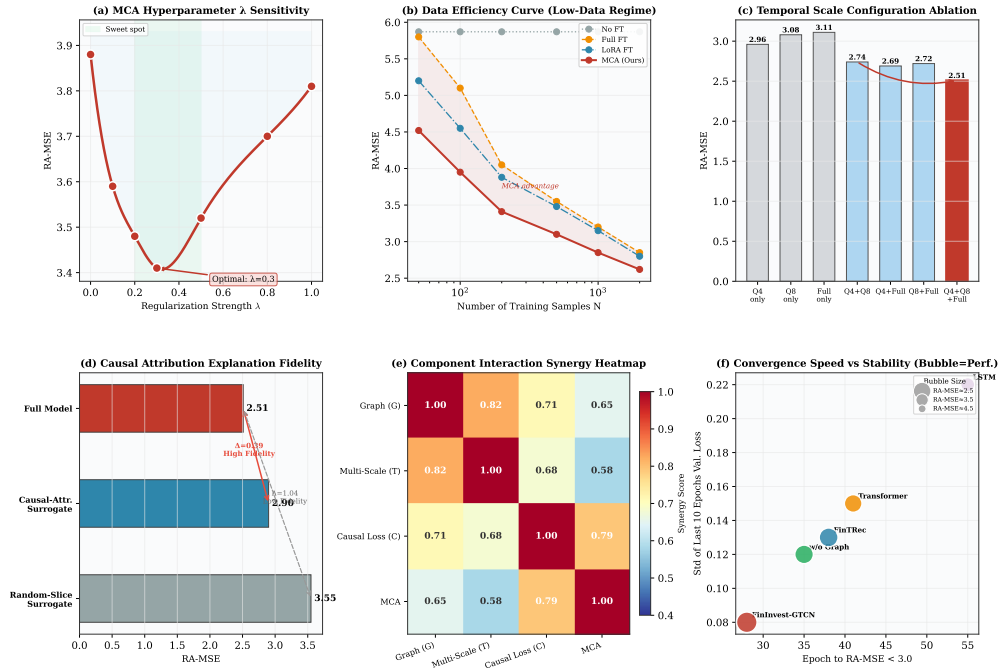 (a) MCA Hyperparameter λ Sensitivity
Sweet spot
3.9
3.8
3.7
3.6
3.5
3.4
RA-MSE
Optimal: λ=0.3
0.0
0.2
0.4
0.6
0.8
1.0
Regularization Strength λ
(b) Data Efficiency Curve (Low-Data Regime)
No FT
Full FT
LoRA FT
MCA (Ours)
6.0
5.5
5.0
4.5
4.0
3.5
3.0
2.5
RA-MSE
MCA advantage
10²
10³
Number of Training Samples N
(c) Temporal Scale Configuration Ablation
2.96
3.08
3.11
2.74
2.69
2.72
2.51
3.0
2.5
2.0
1.5
1.0
0.5
0.0
RA-MSE
Q4 only
Q8 only
Full only
Q4+Q8
Q4+Full
Q8+Full
Q4+Q8 +Full
(d) Causal Attribution Explanation Fidelity
Full Model
2.51
Δ=0.39
High Fidelity
Causal-Attr.
Surrogate
2.90
Δ=1.04
Fidelity
Random-Slice
Surrogate
3.55
0.0
0.5
1.0
1.5
2.0
2.5
3.0
3.5
RA-MSE
(e) Component Interaction Synergy Heatmap
Graph (G)
1.00
0.82
0.71
0.65
Multi-Scale (T)
0.82
1.00
0.68
0.58
Causal Loss (C)
0.71
0.68
1.00
0.79
MCA
0.65
0.58
0.79
1.00
Graph (G)
Multi-Scale (T)
Causal Loss (C)
MCA
1.0
0.9
0.8
0.7
0.6
0.5
0.4
Synergy Score
(f) Convergence Speed vs Stability (Bubble=Perf.)
Bubble Size
RA-MSE≈2.5
RA-MSE≈3.5
RA-MSE≈4.5
0.22
0.20
0.18
0.16
0.14
0.12
0.10
0.08
Std of Last 10 Epochs Val. Loss
Transformer
FinTRec
w/o Graph
FinInvest-GTCN
30
35
40
45
50
55
Epoch to RA-MSE < 3.0